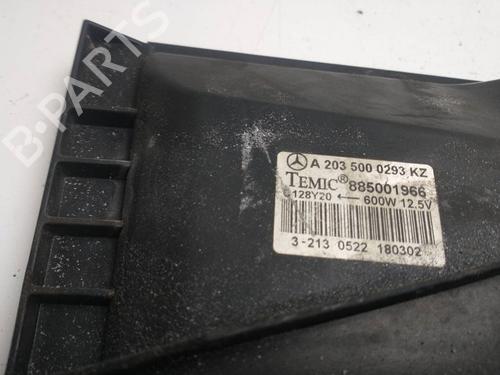 B-PARTS
A 203 500 0293 KZ
TEMIC® 885001966
128Y20 ← 600W 12.5V
3-213 0522 180302